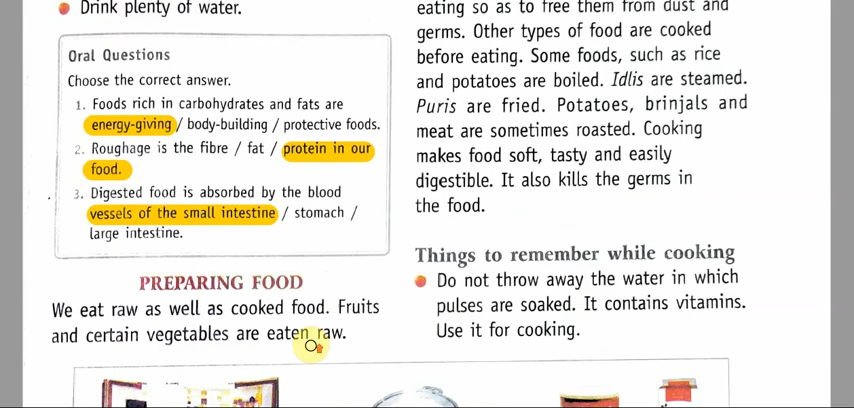 Drink plenty of water.
Oral Questions
Choose the correct answer.
1. Foods rich in carbohydrates and fats are
energy-giving / body-building / protective foods.
2. Roughage is the fibre / fat / protein in our
food.
3. Digested food is absorbed by the blood
vessels of the small intestine / stomach /
large intestine.
PREPARING FOOD
We eat raw as well as cooked food. Fruits
and certain vegetables are eaten raw.
eating so as to free them from dust and
germs. Other types of food are cooked
before eating. Some foods, such as rice
and potatoes are boiled. Idlis are steamed.
Puris are fried. Potatoes, brinjals and
meat are sometimes roasted. Cooking
makes food soft, tasty and easily
digestible. It also kills the germs in
the food.
Things to remember while cooking
Do not throw away the water in which
pulses are soaked. It contains vitamins.
Use it for cooking.